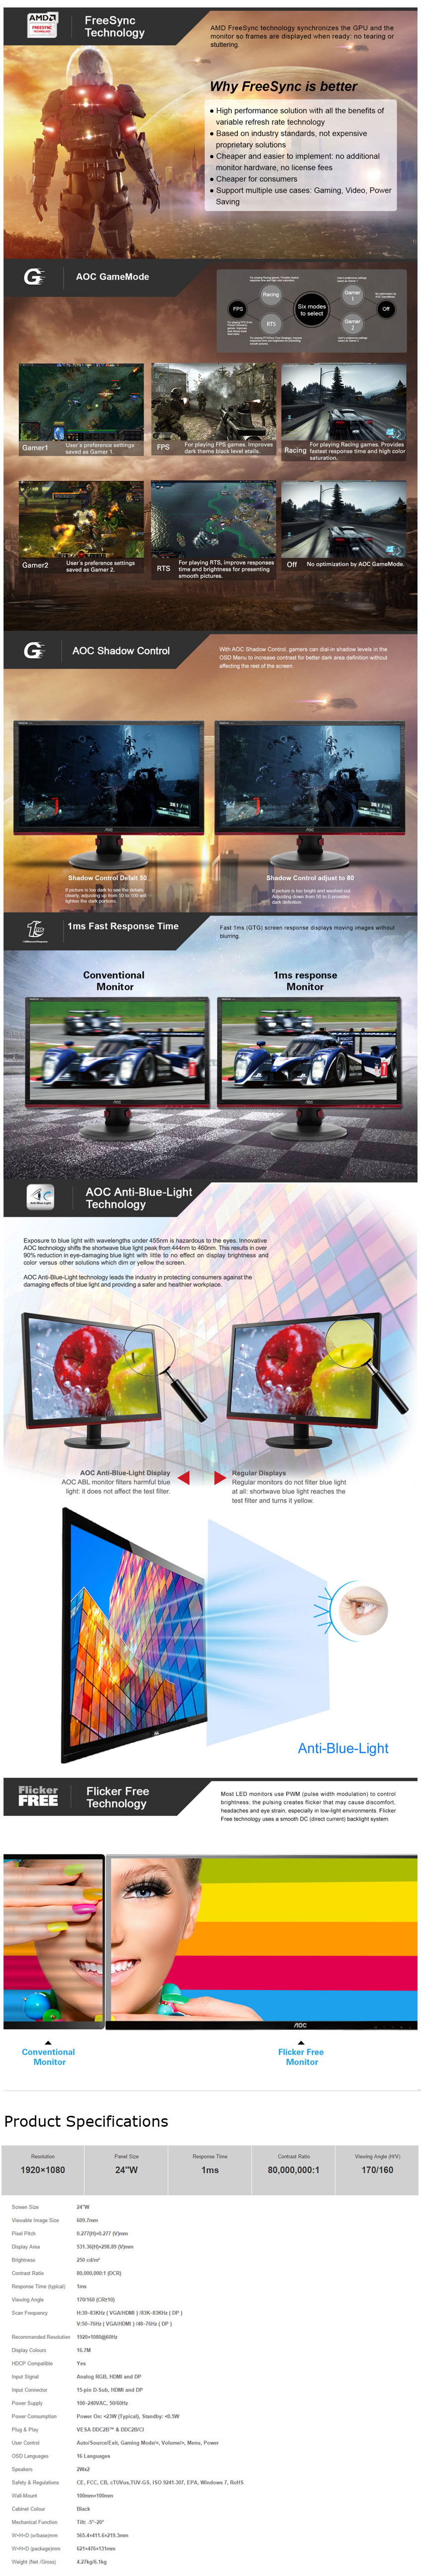 AMD
FREESYNC
TECHNOLOGY
FreeSync
Technology
AMD FreeSync technology synchronizes the GPU and the
monitor so frames are displayed when ready: no tearing or
stuttering.
Why FreeSync is better
High performance solution with all the benefits of
variable refresh rate technology
Based on industry standards, not expensive
proprietary solutions
Cheaper and easier to implement: no additional
monitor hardware, no license fees
Cheaper for consumers
Support multiple use cases: Gaming, Video, Power
Saving
G
AOC GameMode
FPS
Racing
RTS
Six modes
to select
Gamer
1
Gamer
2
Off
Gamer1
User's preference settings
saved as Gamer 1.
FPS
For playing FPS games. Improves
dark theme black level etails.
Racing
For playing Racing games. Provides
fastest response time and high color
saturation.
Gamer2
User's preference settings
saved as Gamer 2.
RTS
For playing RTS, improve responses
time and brightness for presenting
smooth pictures.
Off
No optimization by AOC GameMode.
G
AOC Shadow Control
With AOC Shadow Control, gamers can dial-in shadow levels in the
OSD Menu to increase contrast for better dark area definition without
affecting the rest of the screen.
AOC
AOC
Shadow Control Defalt 50
Shadow Control adjust to 80
If picture is too dark to see the details
clearly, adjusting up from 50 to 100 will
lighten the dark portions.
If picture is too bright and washed out.
Adjusting down from 50 to 0 provides
dark definition.
1ms Fast Response Time
Fast 1ms (GTG) screen response displays moving images without
blurring.
Conventional
Monitor
1ms response
Monitor
AOC
AOC
Anti-Blue-Light
AOC Anti-Blue-Light
Technology
Exposure to blue light with wavelengths under 455nm is hazardous to the eyes. Innovative
AOC technology shifts the shortwave blue light peak from 444nm to 460nm. This results in over
90% reduction in eye-damaging blue light with little to no effect on display brightness and
color versus other solutions which dim or yellow the screen.
AOC Anti-Blue-Light technology leads the industry in protecting consumers against the
damaging effects of blue light and providing a safer and healthier workplace.
AOC Anti-Blue-Light Display
AOC ABL monitor filters harmful blue
light: it does not affect the test filter.
Regular Displays
Regular monitors do not filter blue light
at all: shortwave blue light reaches the
test filter and turns it yellow.
Anti-Blue-Light
Flicker
FREE
Flicker Free
Technology
Most LED monitors use PWM (pulse width modulation) to control
brightness; the pulsing creates flicker that may cause discomfort,
headaches and eye strain, especially in low-light environments. Flicker
Free technology uses a smooth DC (direct current) backlight system.
AOC
Conventional
Monitor
Flicker Free
Monitor
Product Specifications
Resolution
1920×1080
Panel Size
24"W
Response Time
1ms
Contrast Ratio
80,000,000:1
Viewing Angle (H/V)
170/160
Screen Size 24"W
Viewable Image Size 609.7mm
Pixel Pitch 0.277(H)×0.277 (V)mm
Display Area 531.36(H)×298.89 (V)mm
Brightness 250 cd/m²
Contrast Ratio 80,000,000:1 (DCR)
Response Time (typical) 1ms
Viewing Angle 170/160 (CR≥10)
Scan Frequency H:30~83KHz ( VGA/HDMI ) /83K~83KHz ( DP )
V:50~76Hz ( VGA/HDMI ) /48~76Hz ( DP )
Recommended Resolution 1920×1080@60Hz
Display Colours 16.7M
HDCP Compatible Yes
Input Signal Analog RGB, HDMI and DP
Input Connector 15-pin D-Sub, HDMI and DP
Power Supply 100~240VAC, 50/60Hz
Power Consumption Power On: <23W (Typical), Standby: <0.5W
Plug & Play VESA DDC2B™ & DDC2B/CI
User Control Auto/Source/Exit, Gaming Mode/<, Volume/>, Menu, Power
OSD Languages 16 Languages
Speakers 2Wx2
Safety & Regulations CE, FCC, CB, cTUVus,TUV-GS, ISO 9241-307, EPA, Windows 7, RoHS
Wall-Mount 100mm×100mm
Cabinet Colour Black
Mechanical Function Tilt: -5°~20°
W×H×D (w/base)mm 565.4×411.6×219.3mm
W×H×D (package)mm 621×476×131mm
Weight (Net /Gross) 4.27kg/6.1kg